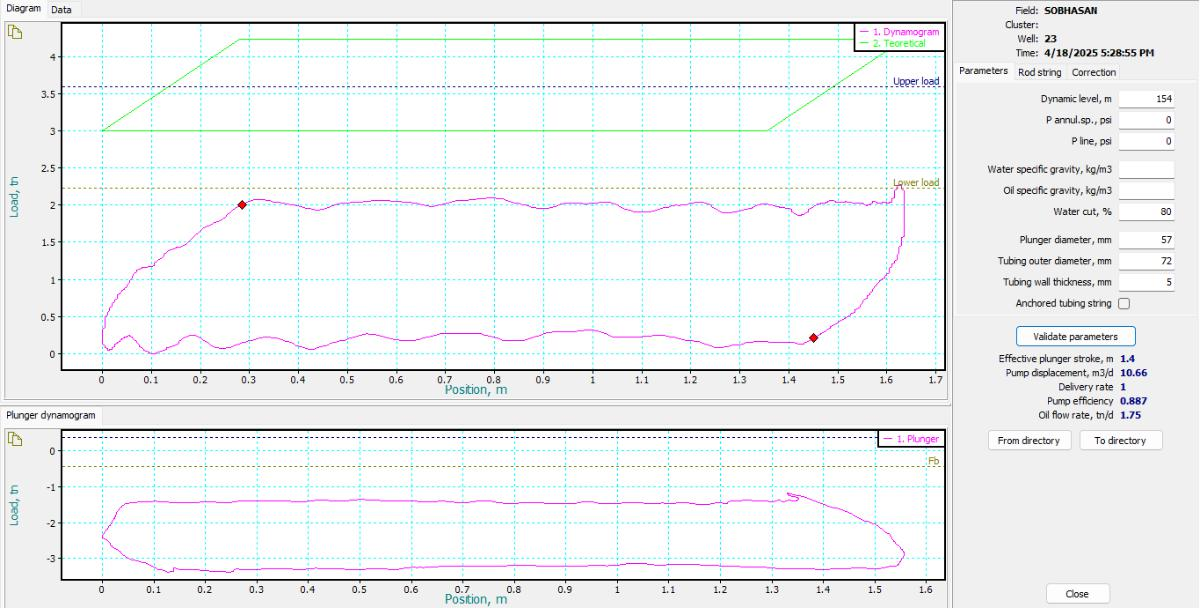 Diagram Data
1. Dynamogram
2. Teoretical
Upper load
Lower load
Load, tn
4
3.5
3
2.5
2
1.5
1
0.5
0
0 0.1 0.2 0.3 0.4 0.5 0.6 0.7 0.8 0.9 1 1.1 1.2 1.3 1.4 1.5 1.6 1.7
Position, m
Plunger dynamogram
1. Plunger
Fb
Load, tn
0
-1
-2
-3
0 0.1 0.2 0.3 0.4 0.5 0.6 0.7 0.8 0.9 1 1.1 1.2 1.3 1.4 1.5 1.6
Position, m
Field: SOBHASAN
Cluster:
Well: 23
Time: 4/18/2025 5:28:55 PM
Parameters Rod string Correction
Dynamic level, m 154
P annul.sp., psi 0
P line, psi 0
Water specific gravity, kg/m3
Oil specific gravity, kg/m3
Water cut, % 80
Plunger diameter, mm 57
Tubing outer diameter, mm 72
Tubing wall thickness, mm 5
Anchored tubing string
Validate parameters
Effective plunger stroke, m 1.4
Pump displacement, m3/d 10.66
Delivery rate 1
Pump efficiency 0.887
Oil flow rate, tn/d 1.75
From directory To directory
Close